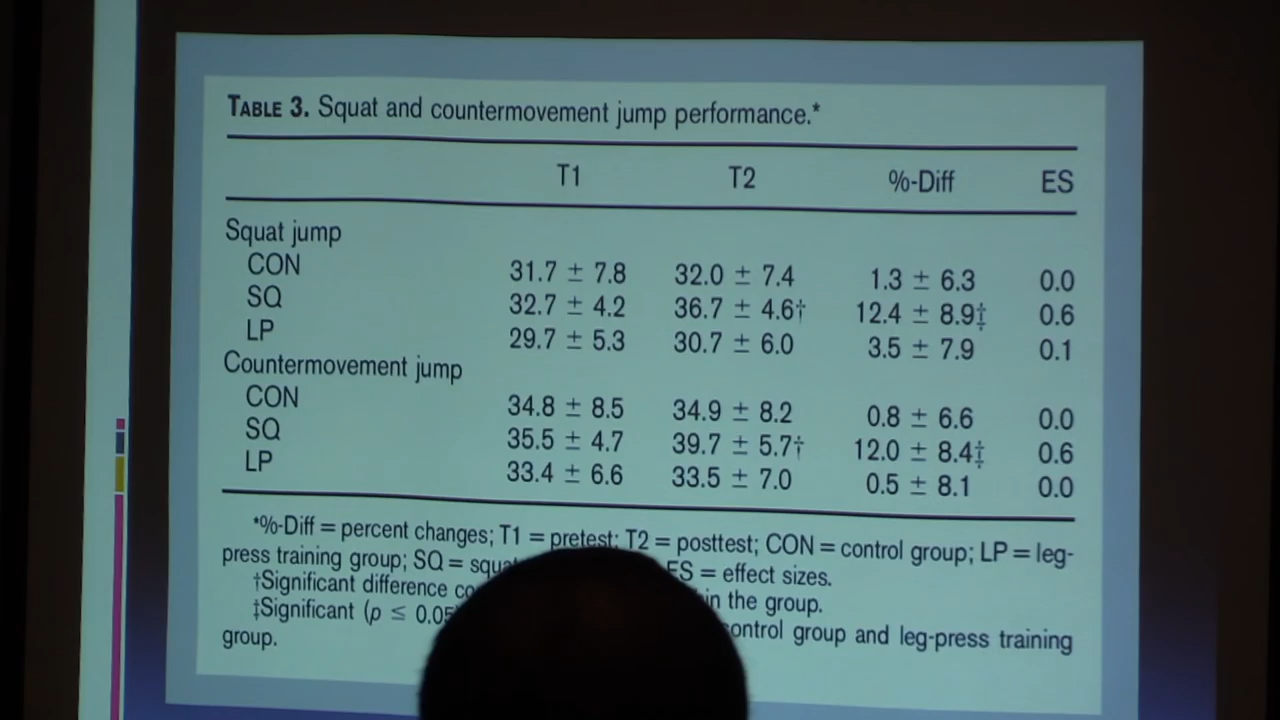 TABLE 3. Squat and countermovement jump performance.*
T1 T2 %-Diff ES
Squat jump
CON 31.7 ± 7.8 32.0 ± 7.4 1.3 ± 6.3 0.0
SQ 32.7 ± 4.2 36.7 ± 4.6† 12.4 ± 8.9‡ 0.6
LP 29.7 ± 5.3 30.7 ± 6.0 3.5 ± 7.9 0.1
Countermovement jump
CON 34.8 ± 8.5 34.9 ± 8.2 0.8 ± 6.6 0.0
SQ 35.5 ± 4.7 39.7 ± 5.7† 12.0 ± 8.4‡ 0.6
LP 33.4 ± 6.6 33.5 ± 7.0 0.5 ± 8.1 0.0
*%-Diff = percent changes; T1 = pretest; T2 = posttest; CON = control group; LP = leg-
press training group; SQ = ES = effect sizes.
†Significant difference in the group.
‡Significant (p ≤ 0.05 control group and leg-press training
group.